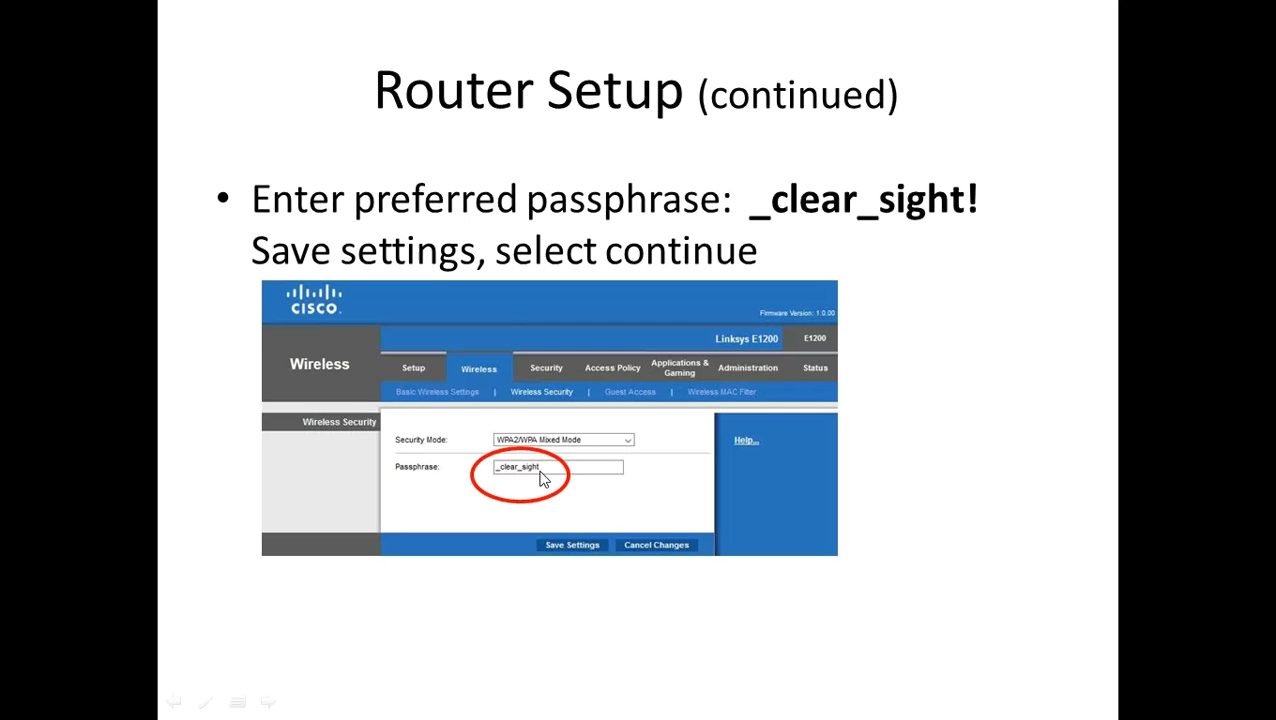 Router Setup (continued)
• Enter preferred passphrase: _clear_sight!
Save settings, select continue
CISCO.
Firmware Version: 1.0.00
Linksys E1200 E1200
Wireless
Setup Wireless Security Access Policy Applications & Gaming Administration Status
Basic Wireless Settings | Wireless Security | Guest Access | Wireless MAC Filter
Wireless Security
Security Mode: WPA2/WPA Mixed Mode
Help...
Passphrase: _clear_sight
Save Settings Cancel Changes